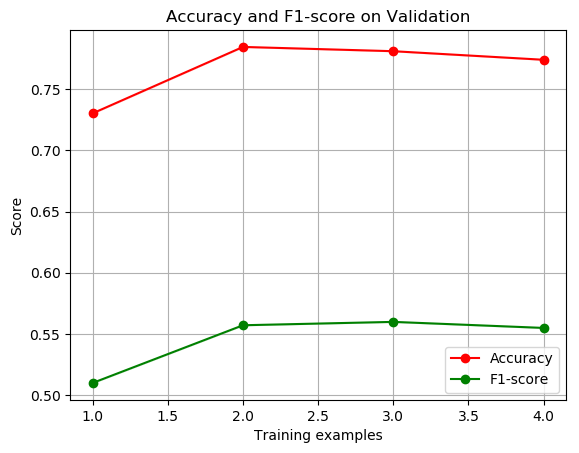 Accuracy and F1-score on Validation
Score
0.75
0.70
0.65
0.60
0.55
0.50
Accuracy
F1-score
1.0 1.5 2.0 2.5 3.0 3.5 4.0
Training examples